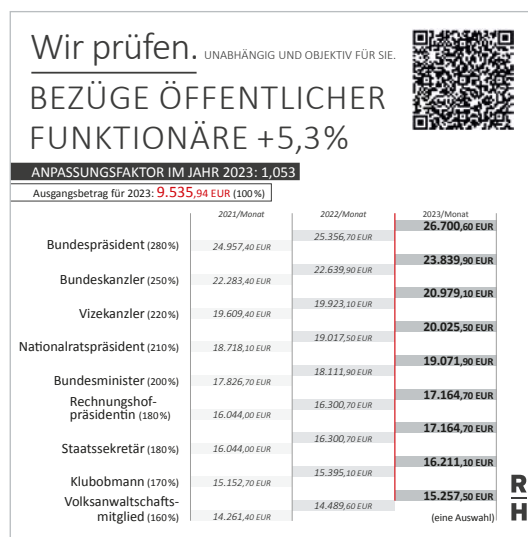 Wir prüfen. UNABHÄNGIG UND OBJEKTIV FÜR SIE.
BEZÜGE ÖFFENTLICHER
FUNKTIONÄRE +5,3%
ANPASSUNGSFAKTOR IM JAHR 2023: 1,053
Ausgangsbetrag für 2023: 9.535,94 EUR (100%)
2021/Monat 2022/Monat 2023/Monat
Bundespräsident (280%) 24.957,40 EUR 25.356,70 EUR 26.700,60 EUR
Bundeskanzler (250%) 22.283,40 EUR 22.639,90 EUR 23.839,90 EUR
Vizekanzler (220%) 19.609,40 EUR 19.923,10 EUR 20.979,10 EUR
Nationalratspräsident (210%) 18.718,10 EUR 19.017,50 EUR 20.025,50 EUR
Bundesminister (200%) 17.826,70 EUR 18.111,90 EUR 19.071,90 EUR
Rechnungshof-
präsidentin (180%) 16.044,00 EUR 16.300,70 EUR 17.164,70 EUR
Staatssekretär (180%) 16.044,00 EUR 16.300,70 EUR 17.164,70 EUR
Klubobmann (170%) 15.152,70 EUR 15.395,10 EUR 16.211,10 EUR
Volksanwaltschafts-
mitglied (160%) 14.261,40 EUR 14.489,60 EUR 15.257,50 EUR
(eine Auswahl)
R
H